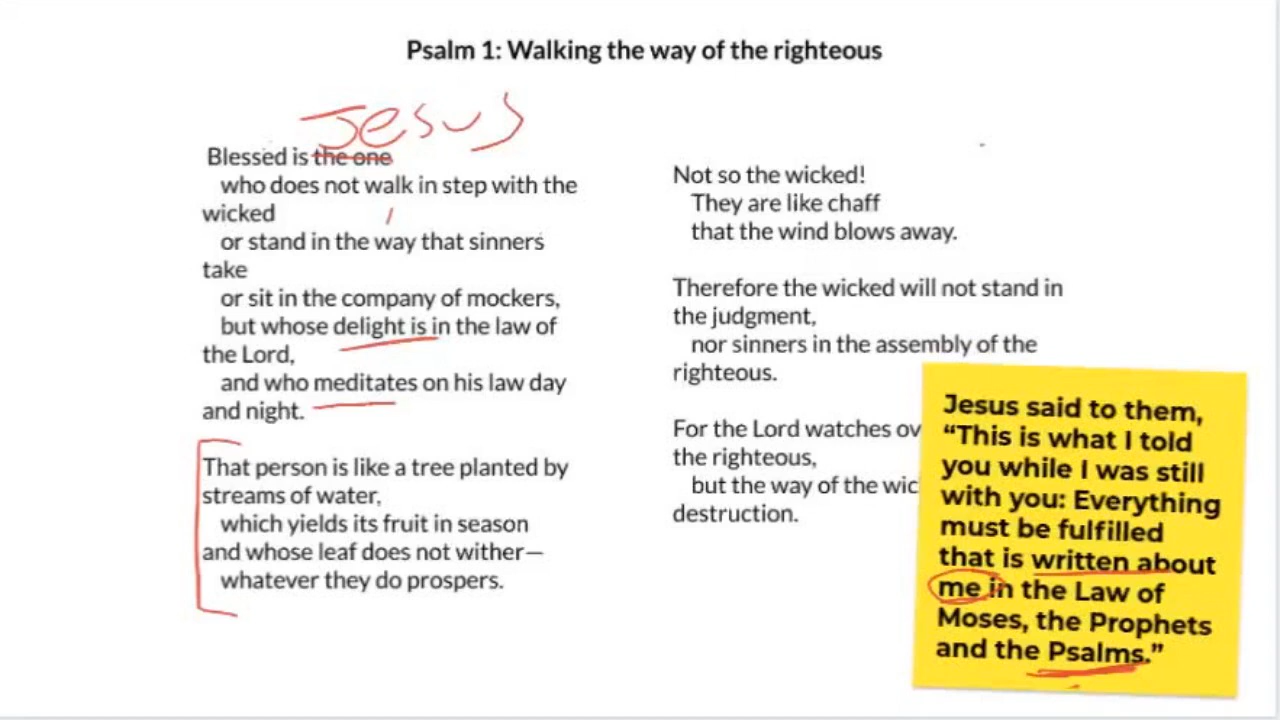 Psalm 1: Walking the way of the righteous
Jesus
Blessed is the one
who does not walk in step with the
wicked
or stand in the way that sinners
take
or sit in the company of mockers,
but whose delight is in the law of
the Lord,
and who meditates on his law day
and night.
That person is like a tree planted by
streams of water,
which yields its fruit in season
and whose leaf does not wither—
whatever they do prospers.
Not so the wicked!
They are like chaff
that the wind blows away.
Therefore the wicked will not stand in
the judgment,
nor sinners in the assembly of the
righteous.
For the Lord watches ov
the righteous,
but the way of the wic
destruction.
Jesus said to them,
“This is what I told
you while I was still
with you: Everything
must be fulfilled
that is written about
me in the Law of
Moses, the Prophets
and the Psalms.”